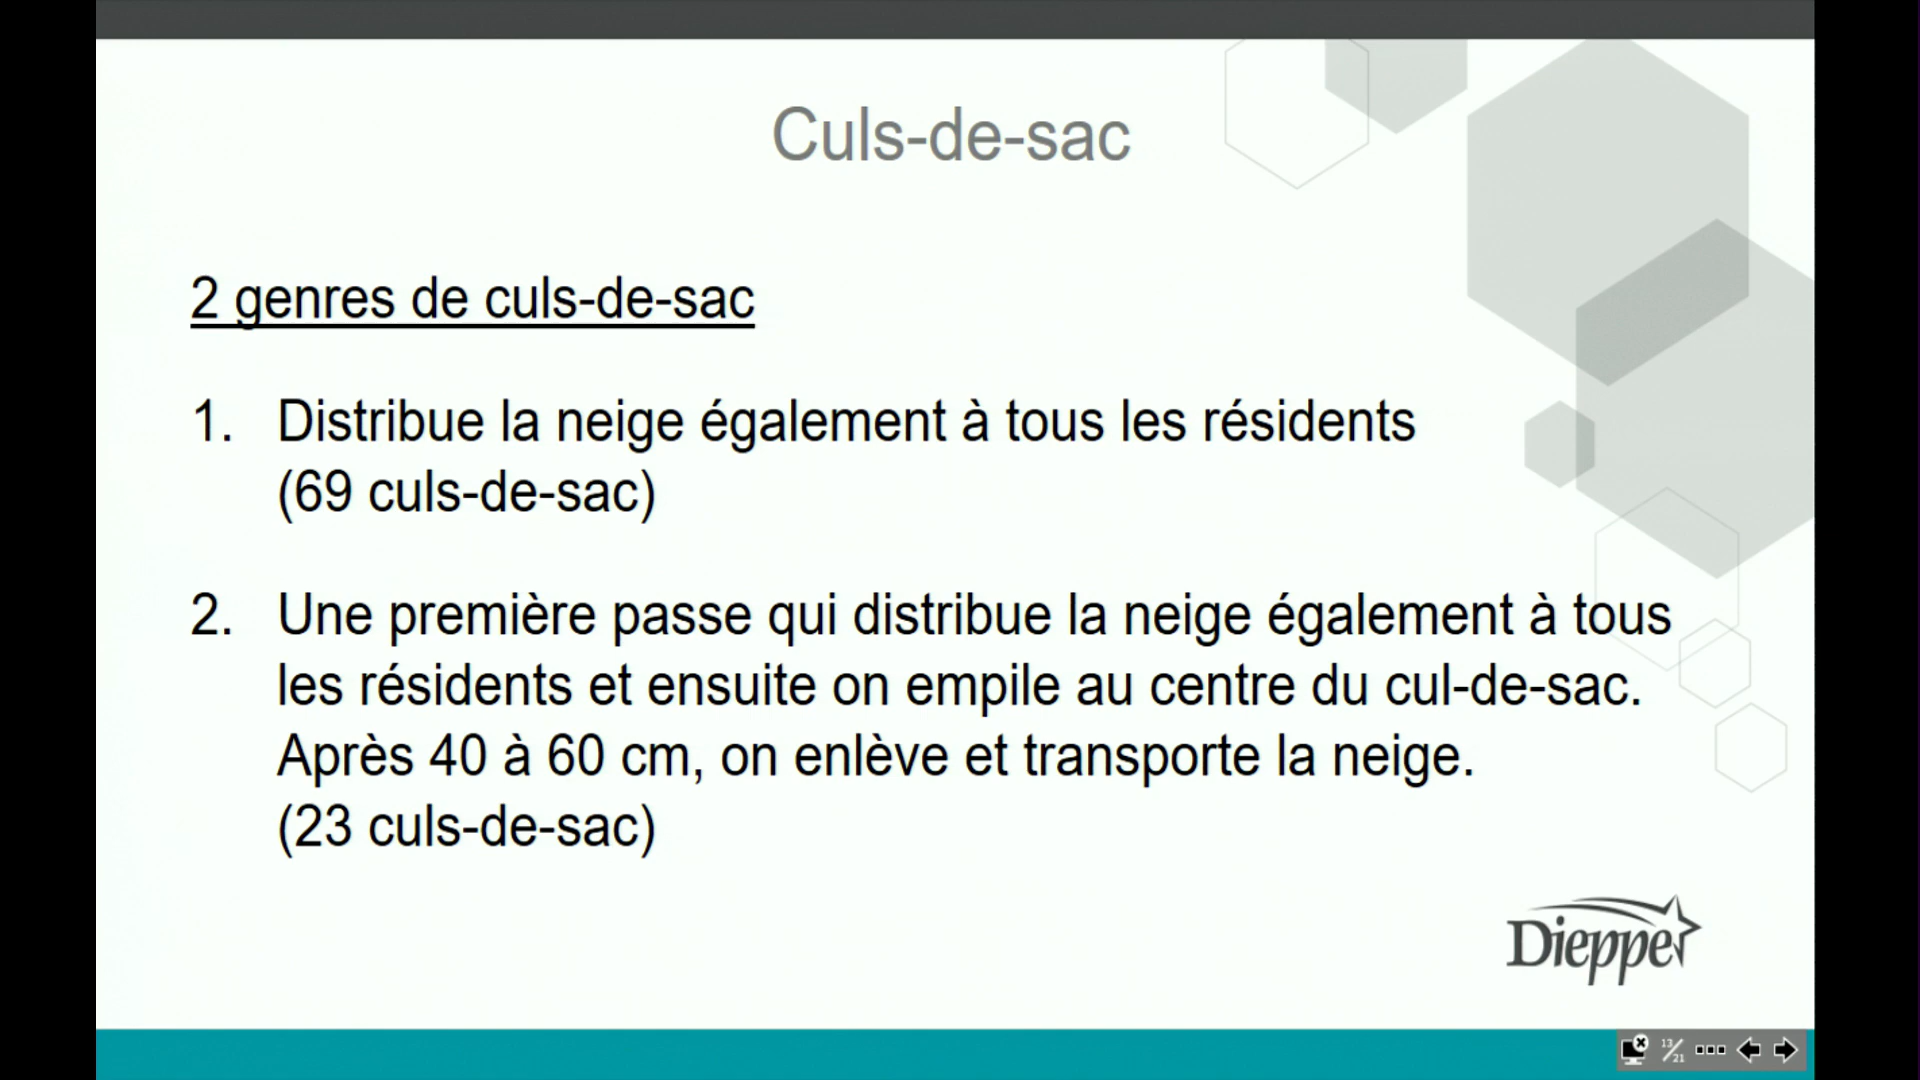 Culs-de-sac
2 genres de culs-de-sac
1. Distribue la neige également à tous les résidents
(69 culs-de-sac)
2. Une première passe qui distribue la neige également à tous
les résidents et ensuite on empile au centre du cul-de-sac.
Après 40 à 60 cm, on enlève et transporte la neige.
(23 culs-de-sac)
Dieppe
13/21